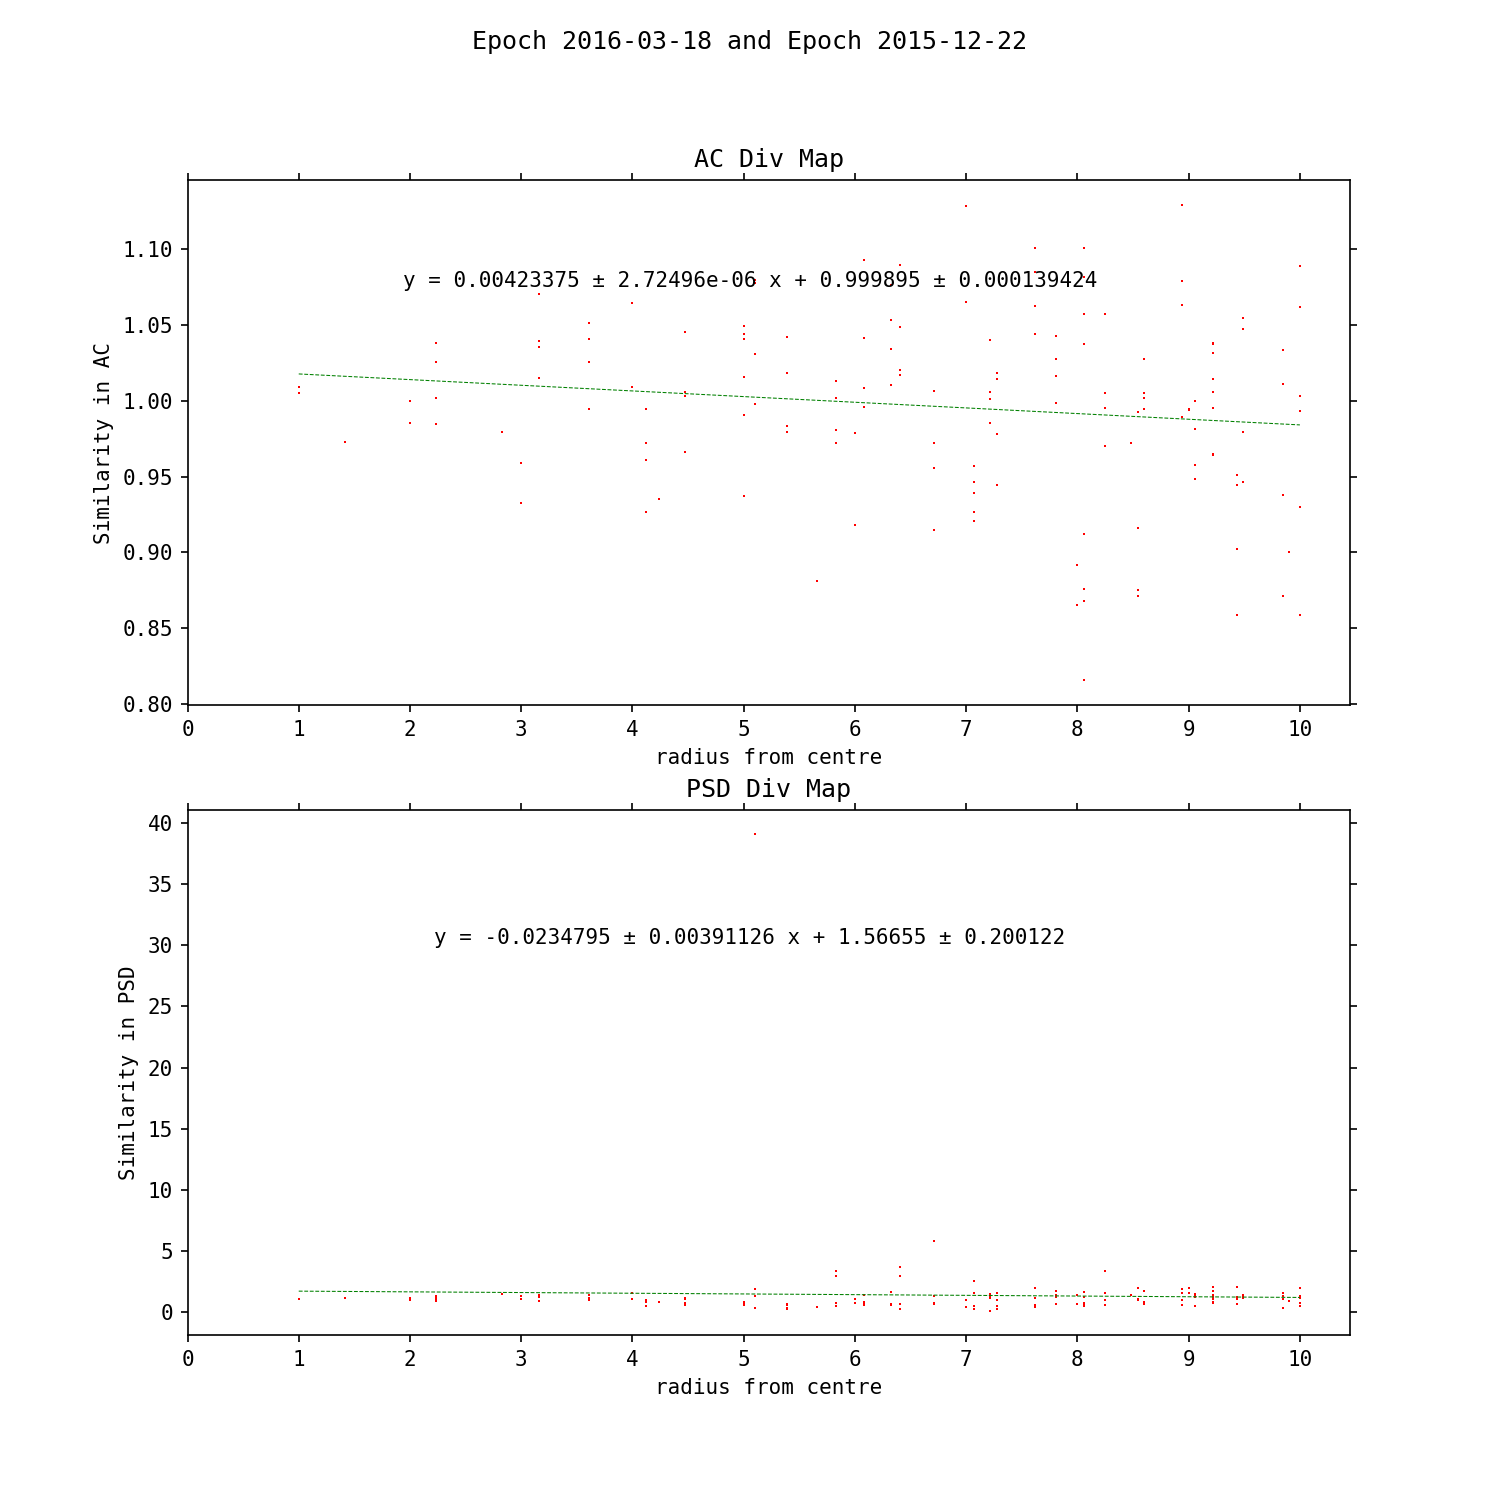 Epoch 2016-03-18 and Epoch 2015-12-22
AC Div Map
y = 0.00423375 ± 2.72496e-06 x + 0.999895 ± 0.000139424
Similarity in AC
1.10
1.05
1.00
0.95
0.90
0.85
0.80
0 1 2 3 4 5 6 7 8 9 10
radius from centre
PSD Div Map
y = -0.0234795 ± 0.00391126 x + 1.56655 ± 0.200122
Similarity in PSD
40
35
30
25
20
15
10
5
0
0 1 2 3 4 5 6 7 8 9 10
radius from centre